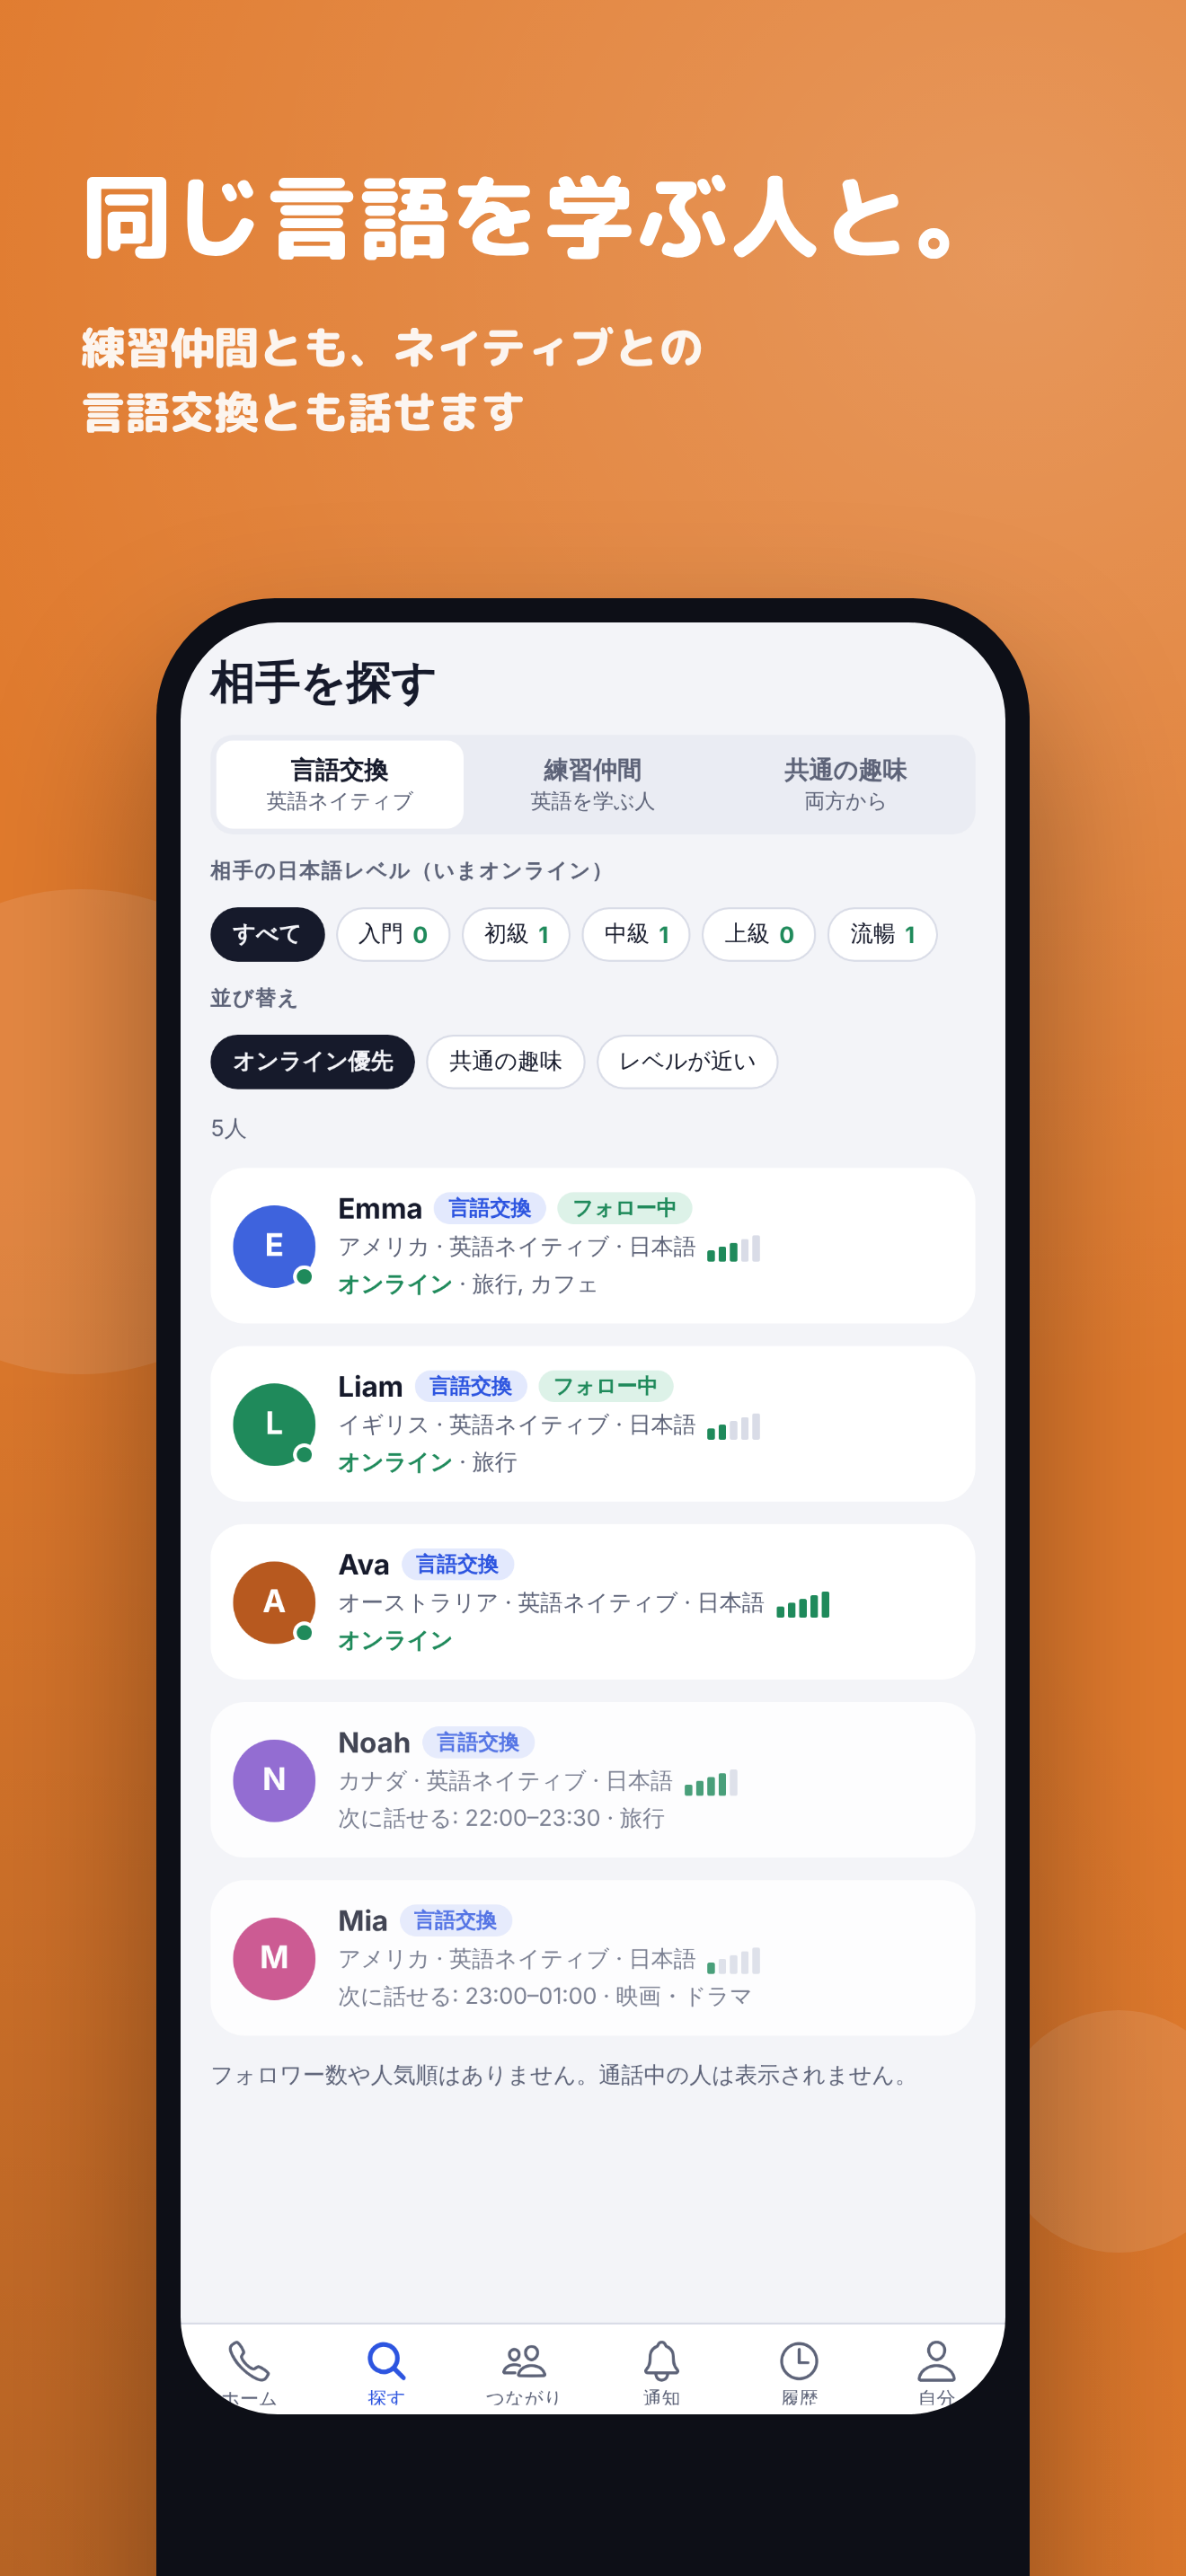 同じ言語を学ぶ人と。
練習仲間とも、ネイティブとの
言語交換とも話せます
相手を探す
言語交換 練習仲間 共通の趣味
英語ネイティブ 英語を学ぶ人 両方から
相手の日本語レベル（いまオンライン）
すべて 入門 0 初級 1 中級 1 上級 0 流暢 1
並び替え
オンライン優先 共通の趣味 レベルが近い
5人
E
Emma 言語交換 フォロー中
アメリカ · 英語ネイティブ · 日本語
オンライン · 旅行, カフェ
L
Liam 言語交換 フォロー中
イギリス · 英語ネイティブ · 日本語
オンライン · 旅行
A
Ava 言語交換
オーストラリア · 英語ネイティブ · 日本語
オンライン
N
Noah 言語交換
カナダ · 英語ネイティブ · 日本語
次に話せる: 22:00–23:30 · 旅行
M
Mia 言語交換
アメリカ · 英語ネイティブ · 日本語
次に話せる: 23:00–01:00 · 映画・ドラマ
フォロワー数や人気順はありません。通話中の人は表示されません。
ホーム 探す つながり 通知 履歴 自分